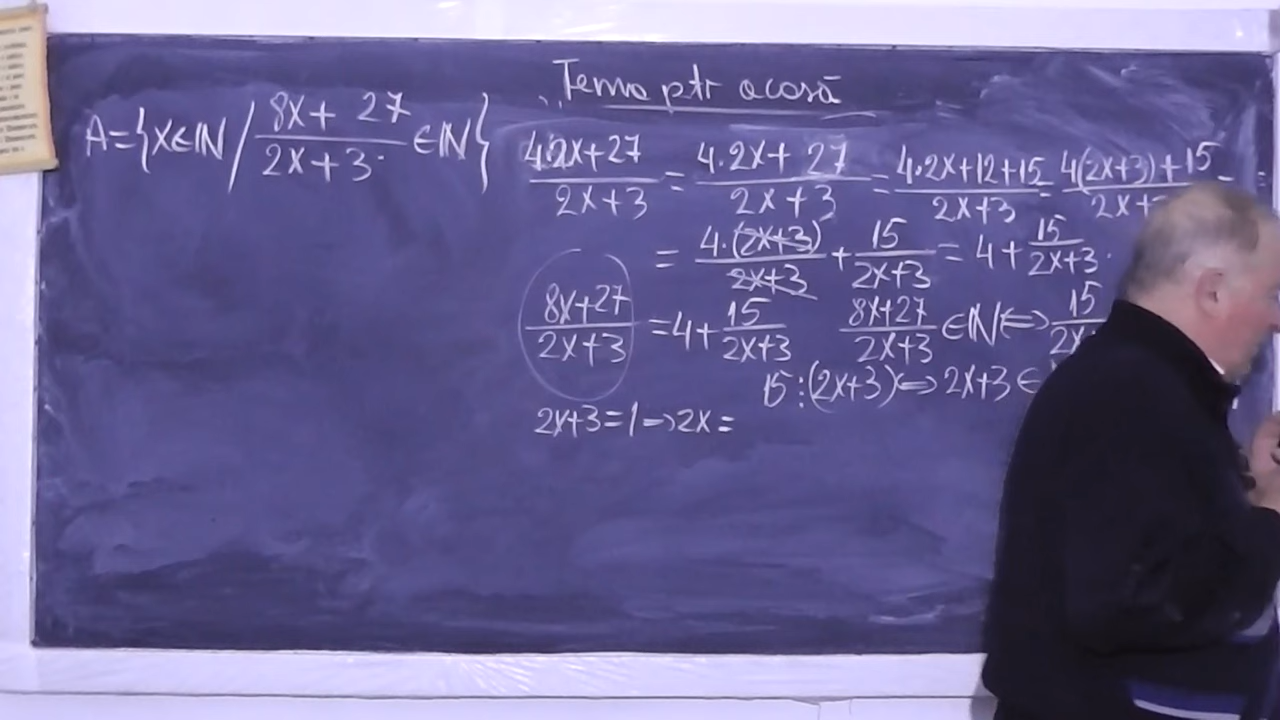 Tema ptr acasă
A={x∈ℕ / (8x+27)/(2x+3) ∈ℕ}
(4·2x+27)/(2x+3) = (4·2x+27)/(2x+3) = (4·2x+12+15)/(2x+3) = (4(2x+3)+15)/(2x+ =
= (4·(2x+3))/(2x+3) + 15/(2x+3) = 4+ 15/(2x+3).
(8x+27)/(2x+3) =4+ 15/(2x+3) (8x+27)/(2x+3) ∈ℕ⇔ 15/(2x
15⋮(2x+3)⇔ 2x+3 ∈
2x+3=1→2x=